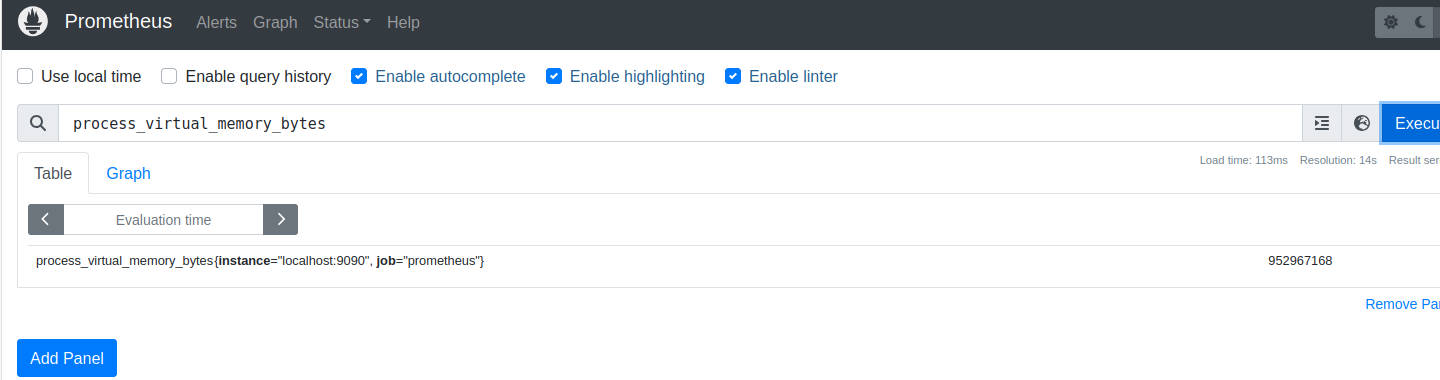 Prometheus Alerts Graph Status Help
Use local time Enable query history Enable autocomplete Enable highlighting Enable linter
process_virtual_memory_bytes Execu
Table Graph Load time: 113ms Resolution: 14s Result ser
Evaluation time
process_virtual_memory_bytes{instance="localhost:9090", job="prometheus"} 952967168
Remove Pa
Add Panel